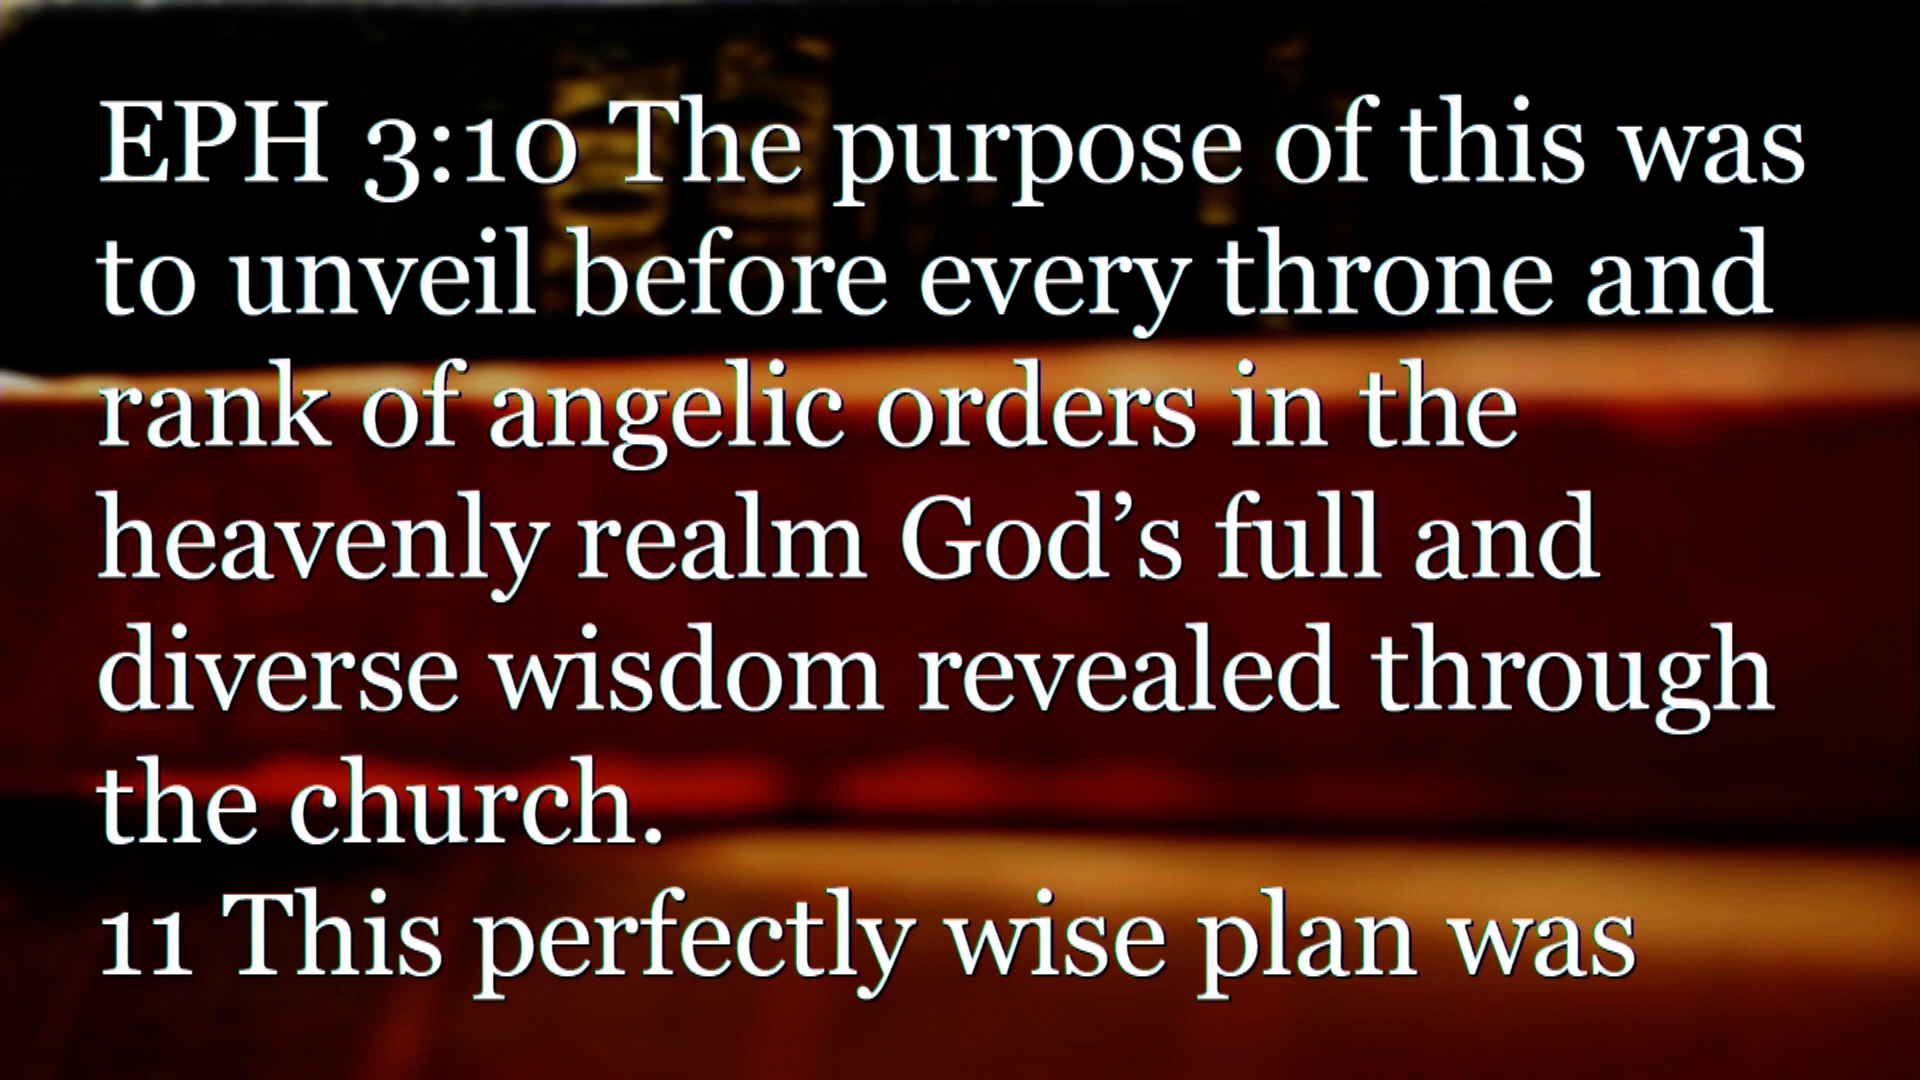 EPH 3:10 The purpose of this was
to unveil before every throne and
rank of angelic orders in the
heavenly realm God’s full and
diverse wisdom revealed through
the church.
11 This perfectly wise plan was